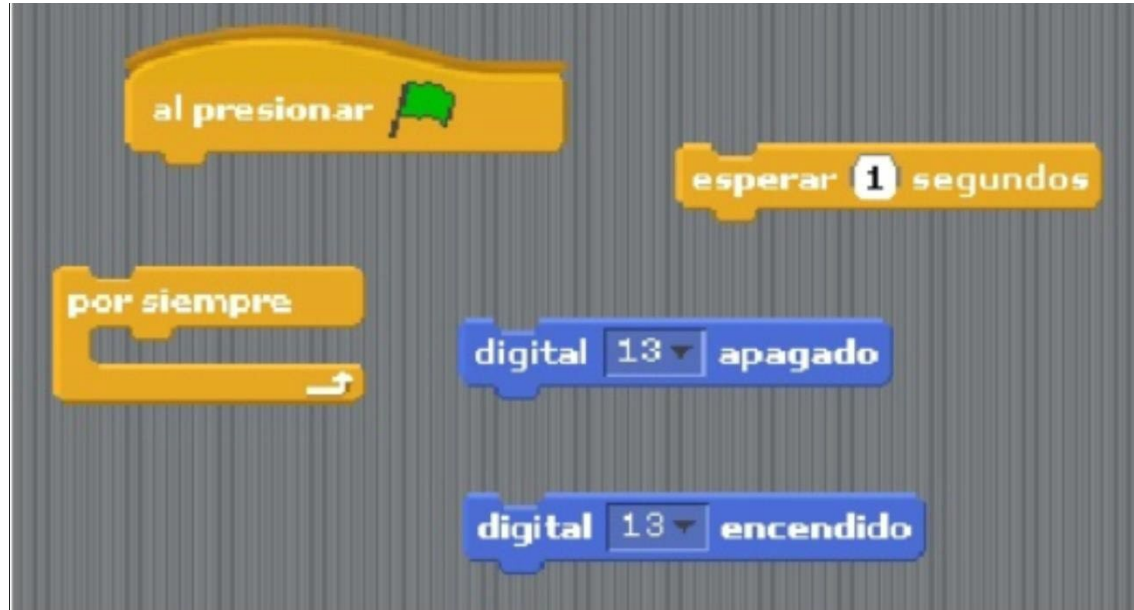 al presionar
esperar 1 segundos
por siempre
digital 13 apagado
digital 13 encendido